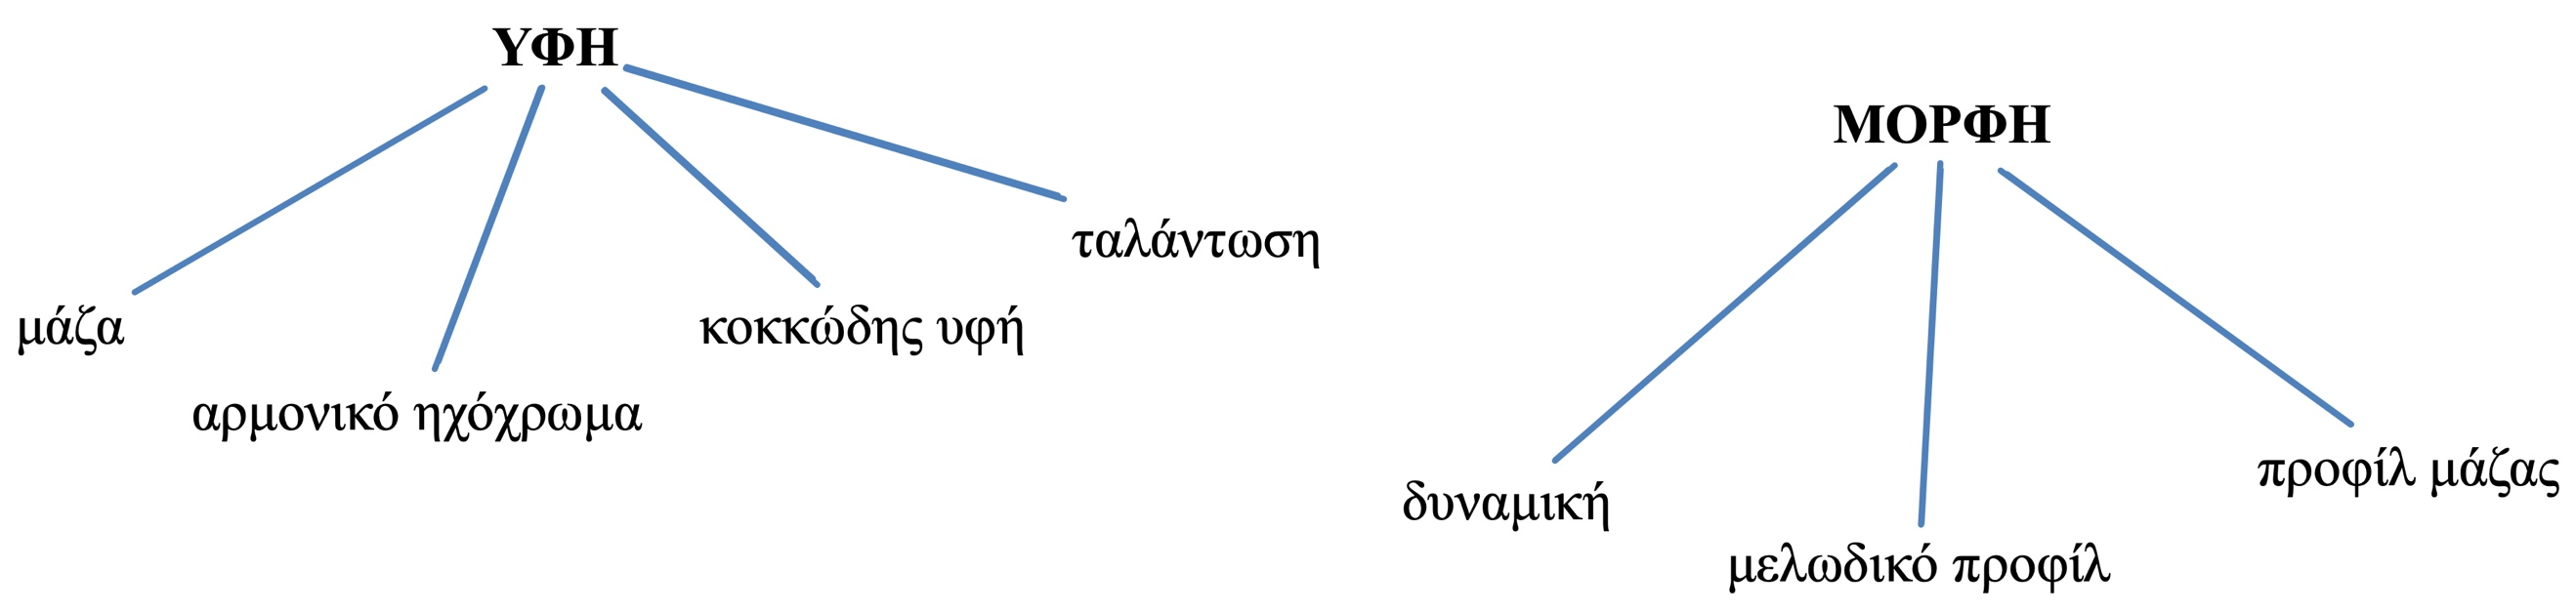 ΥΦΗ
μάζα
αρμονικό ηχόχρωμα
κοκκώδης υφή
ταλάντωση
ΜΟΡΦΗ
δυναμική
μελωδικό προφίλ
προφίλ μάζας